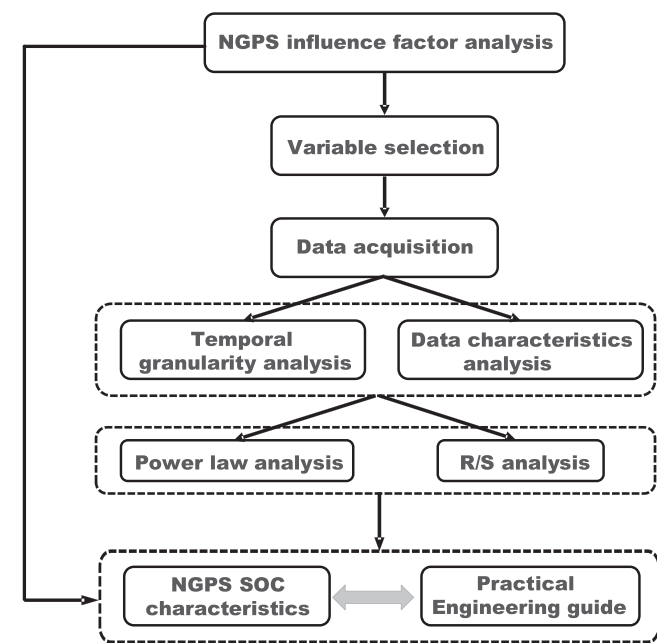 NGPS influence factor analysis
Variable selection
Data acquisition
Temporal
granularity analysis
Data characteristics
analysis
Power law analysis
R/S analysis
NGPS SOC
characteristics
Practical
Engineering guide